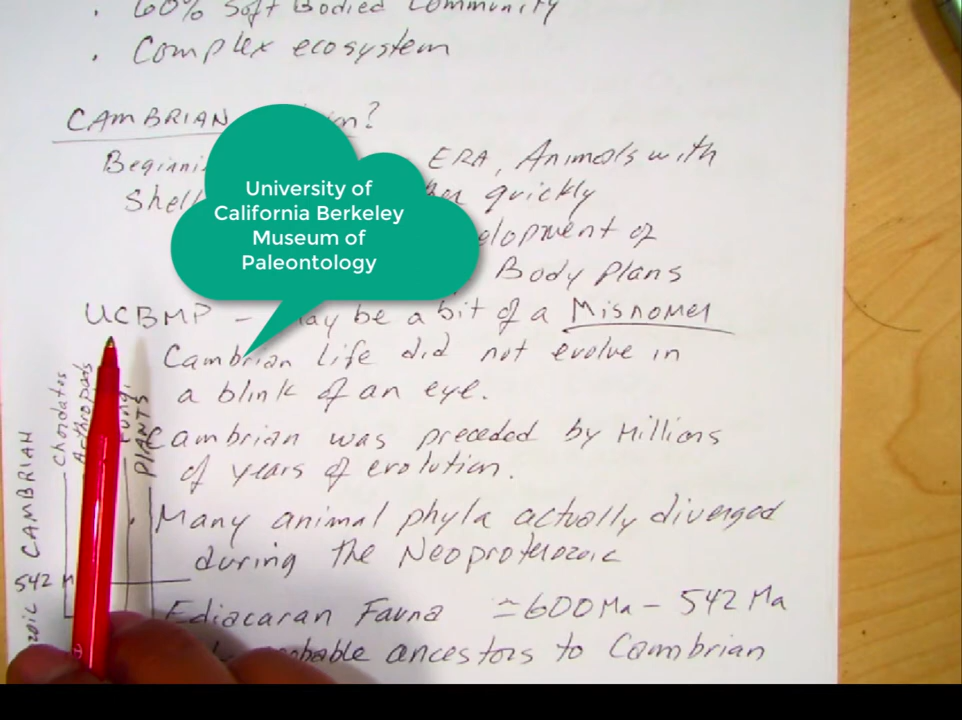 . 60% Soft Bodied Community
. Complex ecosystem
CAMBRIAN ?
ERA, Animals with
Shell quickly
of
Body Plans
UCBMP - may be a bit of a Misnomer
Cambrian life did not evolve in
a blink of an eye.
Cambrian was preceded by Millions
of years of evolution.
. Many animal phyla actually diverged
during the Neoproterozoic
Ediacaran Fauna ≃600 Ma - 542 Ma
ancestors to Cambrian
University of
California Berkeley
Museum of
Paleontology
Chordates
Arthropods
PLANTS
CAMBRIAN
542